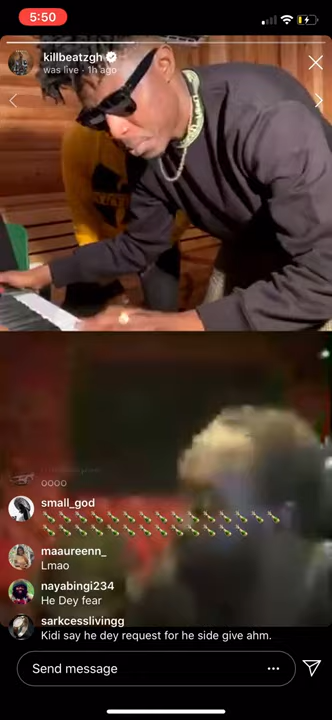 5:50
killbeatzgh
was live · 1h ago
oooo
small_god
maaureenn_
Lmao
nayabingi234
He Dey fear
sarkcesslivingg
Kidi say he dey request for he side give ahm.
Send message